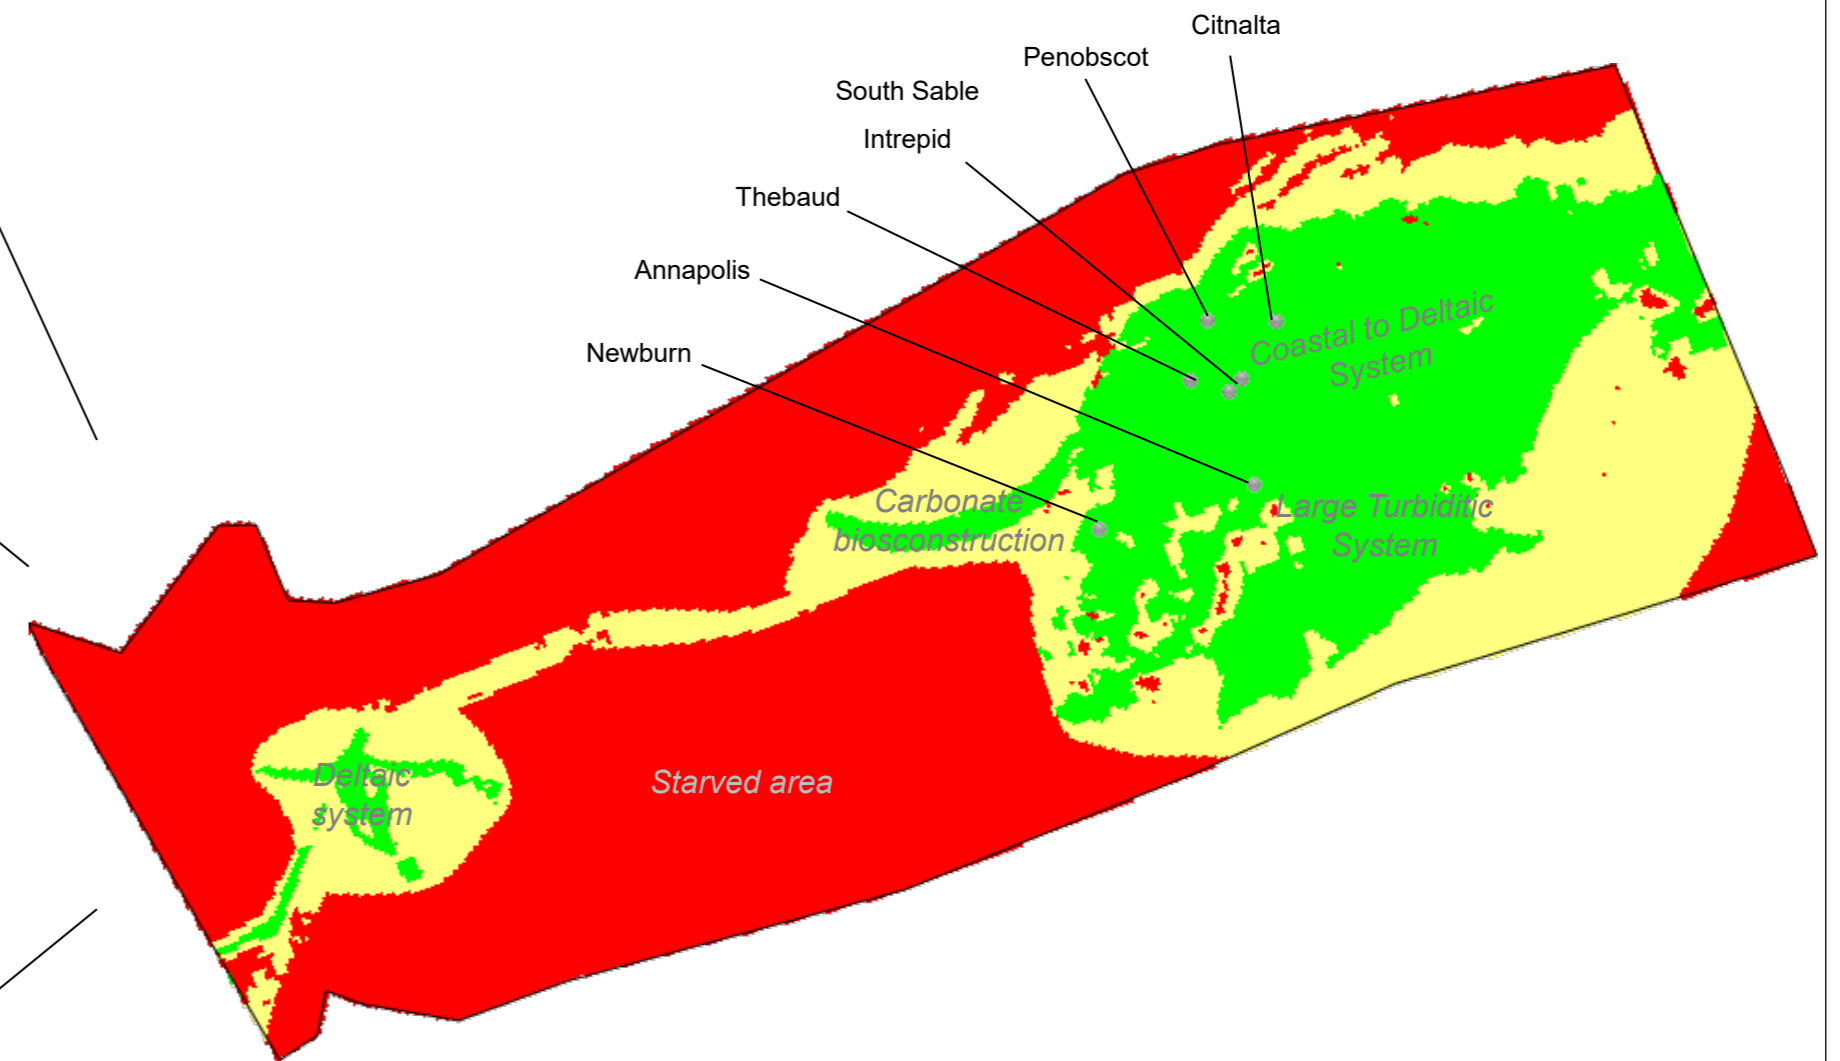 Citnalta
Penobscot
South Sable
Intrepid
Thebaud
Annapolis
Newburn
Coastal to Deltaic
System
Carbonate
biosconstruction
Large Turbiditic
System
Deltaic
system
Starved area